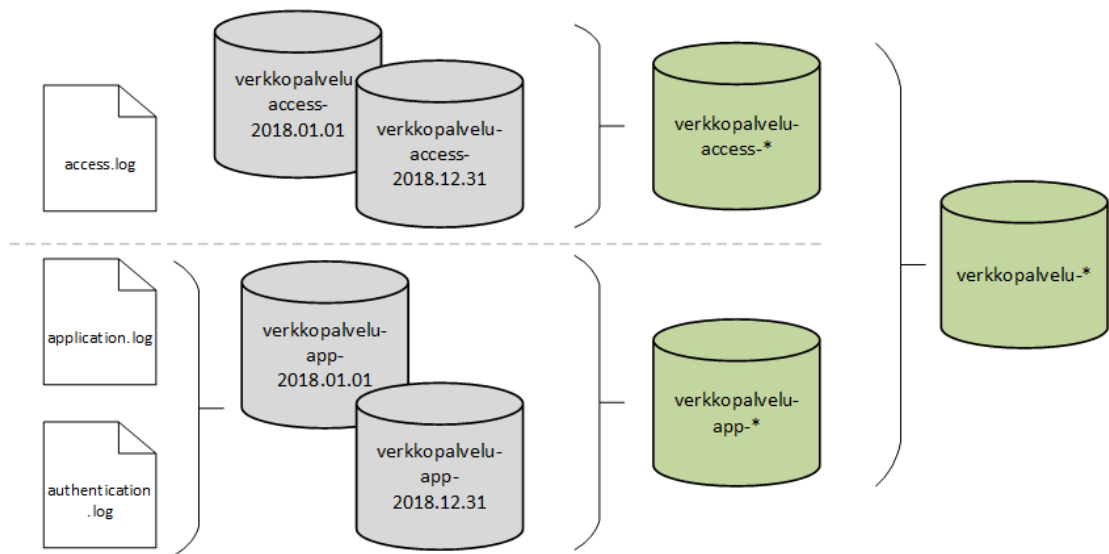 access.log
verkkopalvelu
access-
2018.01.01
verkkopalvelu-
access-
2018.12.31
verkkopalvelu-
access-*
verkkopalvelu-*
application.log
authentication
.log
verkkopalvelu-
app-
2018.01.01
verkkopalvelu-
app-
2018.12.31
verkkopalvelu-
app-*